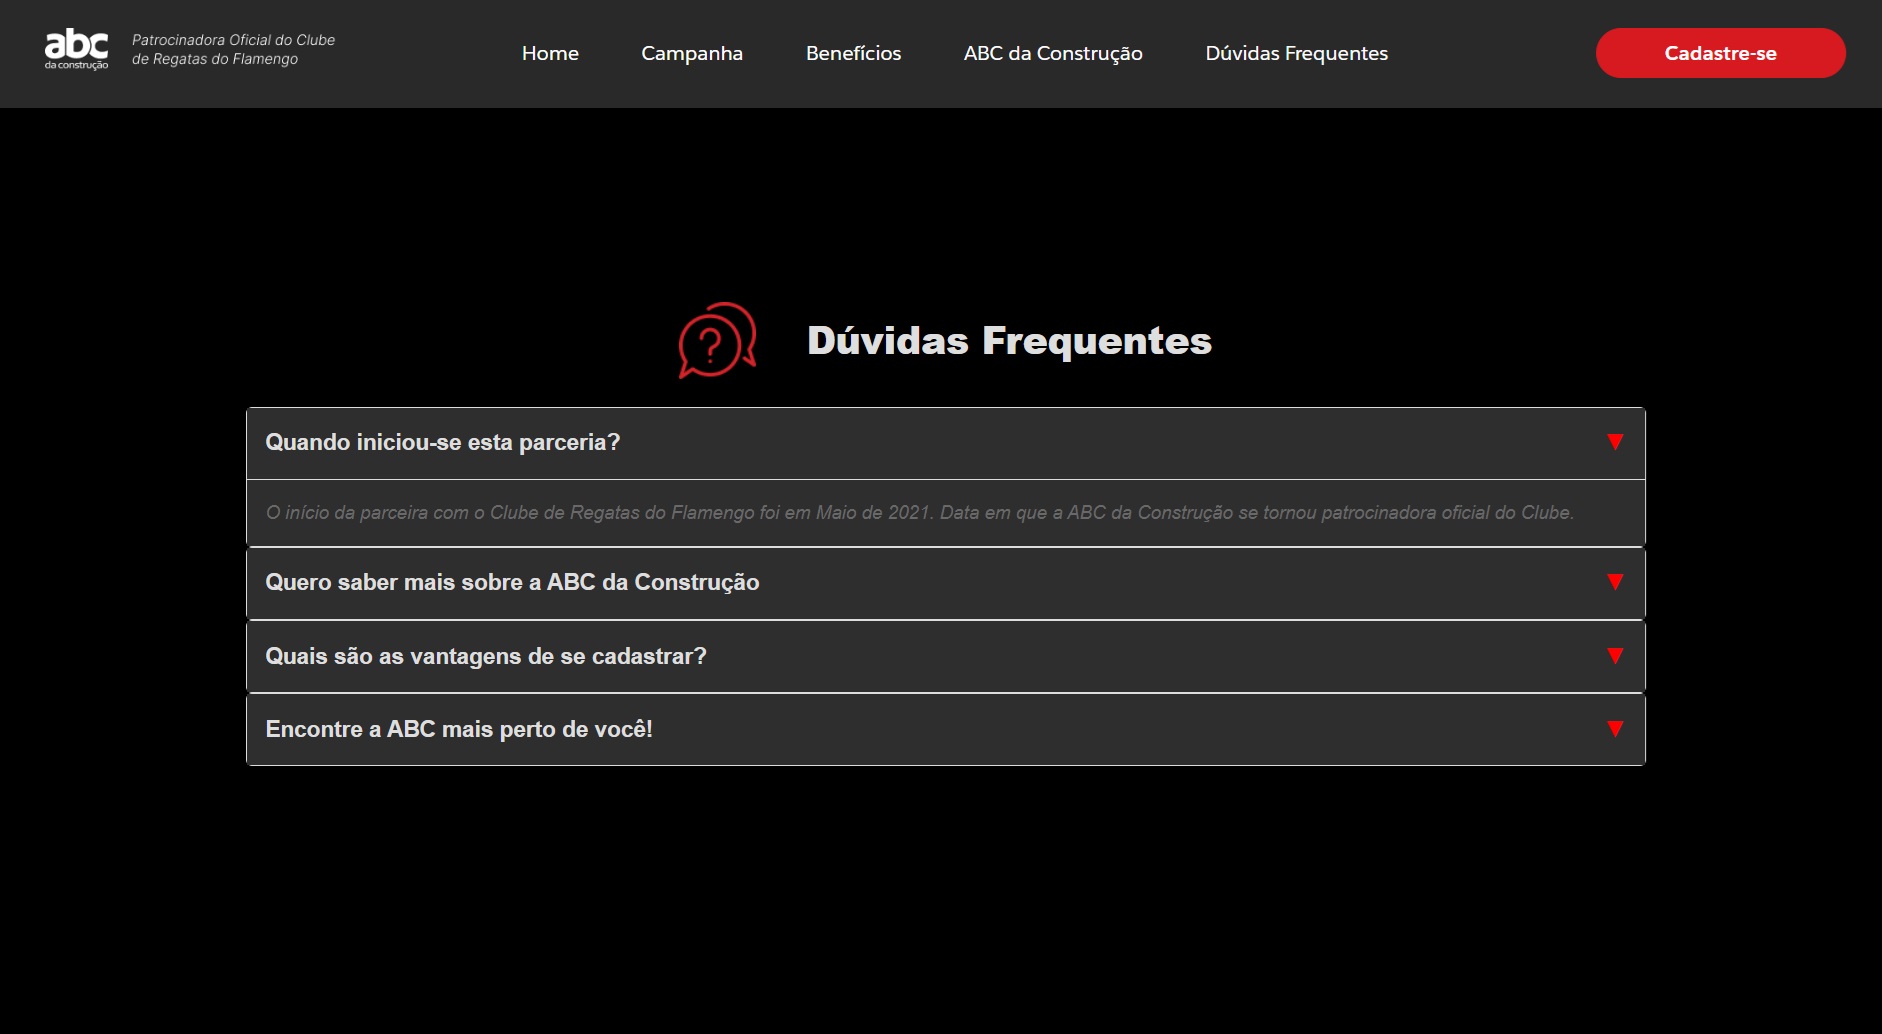 abc
da construção
Patrocinadora Oficial do Clube
de Regatas do Flamengo
Home
Campanha
Benefícios
ABC da Construção
Dúvidas Frequentes
Cadastre-se
?
Dúvidas Frequentes
Quando iniciou-se esta parceria?
O início da parceira com o Clube de Regatas do Flamengo foi em Maio de 2021. Data em que a ABC da Construção se tornou patrocinadora oficial do Clube.
Quero saber mais sobre a ABC da Construção
Quais são as vantagens de se cadastrar?
Encontre a ABC mais perto de você!